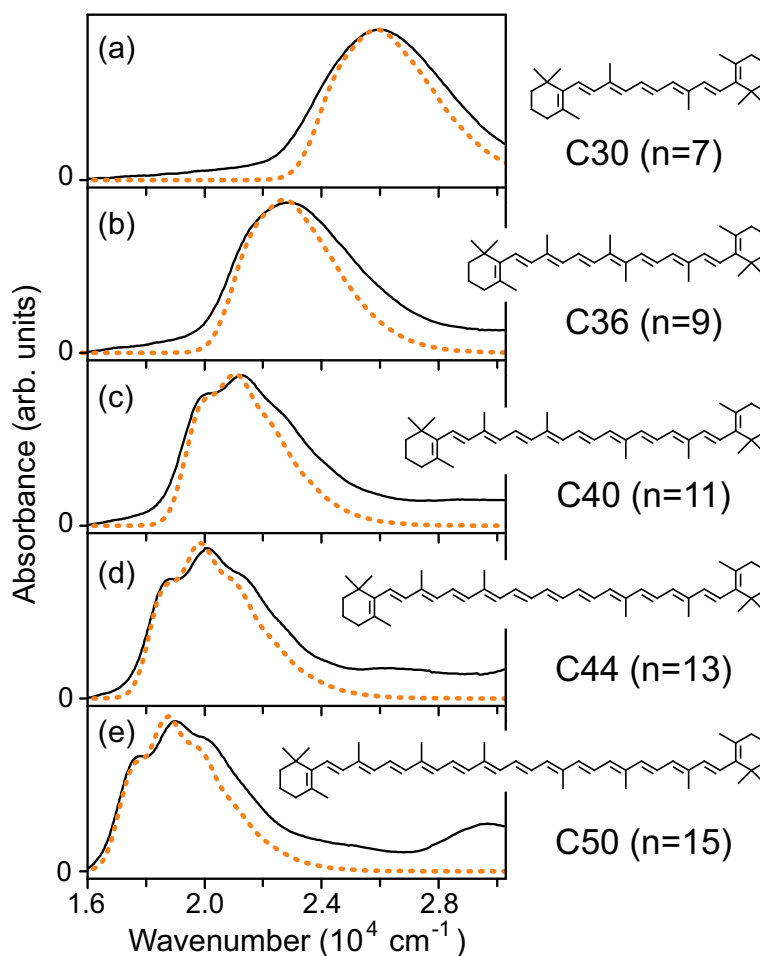 Absorbance (arb. units)
(a)
0
C30 (n=7)
(b)
0
C36 (n=9)
(c)
0
C40 (n=11)
(d)
0
C44 (n=13)
(e)
0
C50 (n=15)
1.6 2.0 2.4 2.8
Wavenumber (10⁴ cm⁻¹)